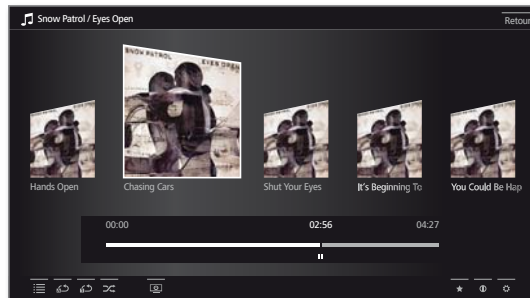 Snow Patrol / Eyes Open
Retour
SNOW PATROL EYES OPEN
Hands Open
Chasing Cars
Shut Your Eyes
It's Beginning To
You Could Be Hap
00:00
02:56
04:27